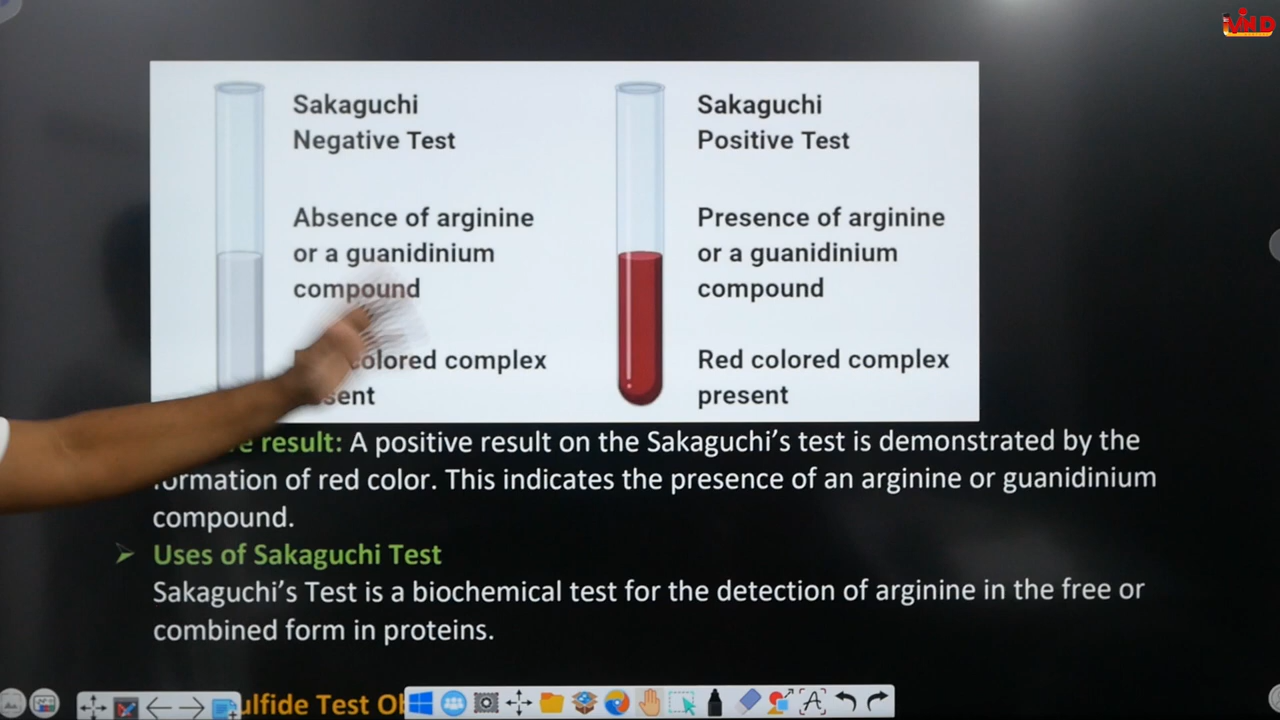 Sakaguchi
Negative Test
Absence of arginine
or a guanidinium
compound
colored complex
Sakaguchi
Positive Test
Presence of arginine
or a guanidinium
compound
Red colored complex
present
result: A positive result on the Sakaguchi’s test is demonstrated by the
formation of red color. This indicates the presence of an arginine or guanidinium
compound.
➤ Uses of Sakaguchi Test
Sakaguchi’s Test is a biochemical test for the detection of arginine in the free or
combined form in proteins.
Test